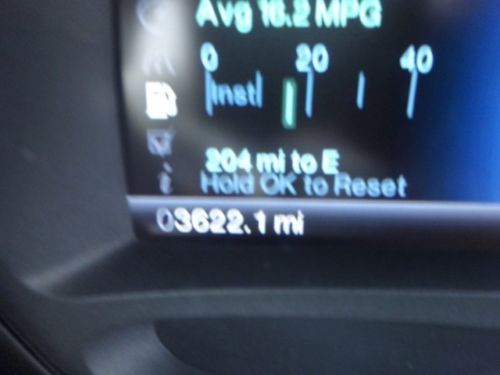 Avg 16.2 MPG
0 20 40
Inst
204 mi to E
Hold OK to Reset
03622.1 mi